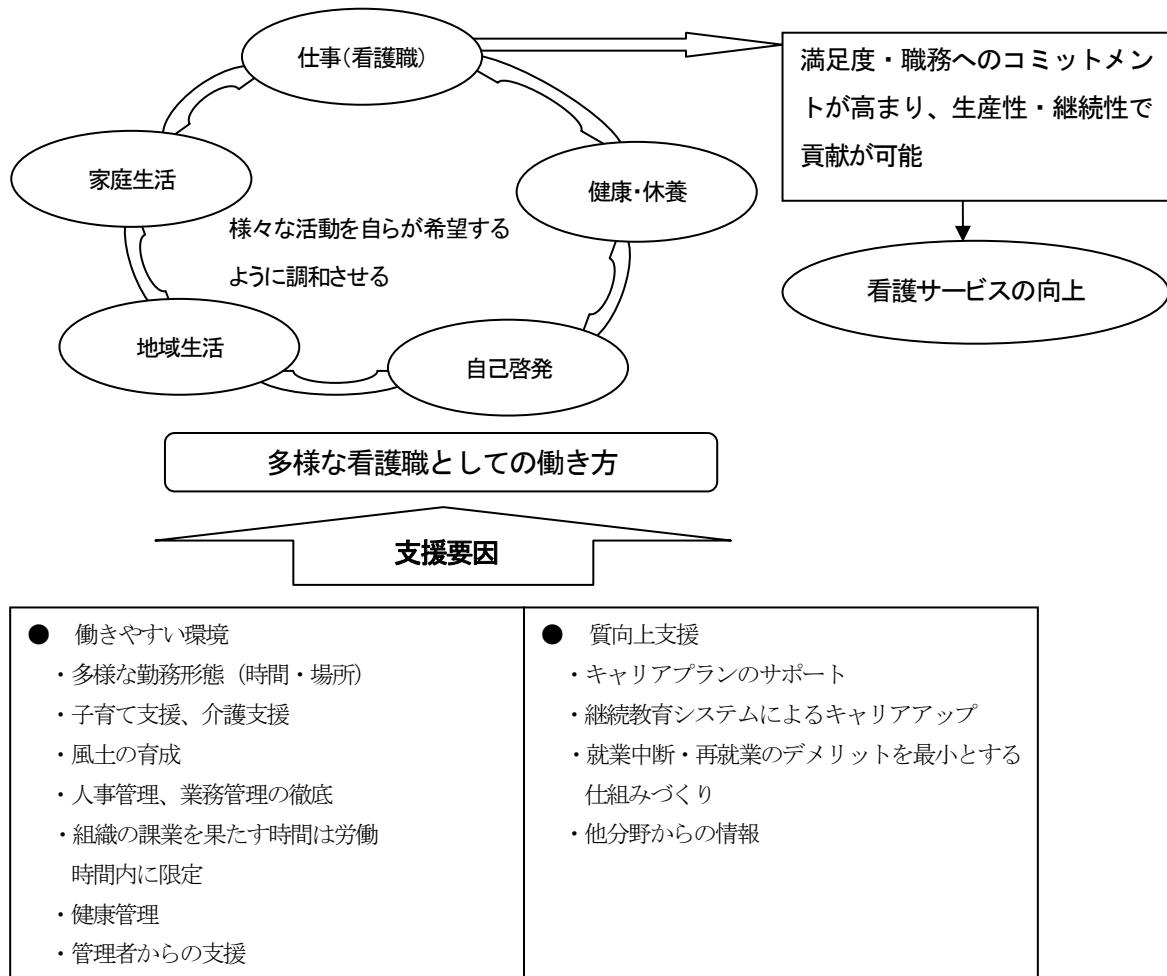 仕事(看護職)
満足度・職務へのコミットメン
トが高まり、生産性・継続性で
貢献が可能
家庭生活
健康・休養
様々な活動を自らが希望する
ように調和させる
看護サービスの向上
地域生活
自己啓発
多様な看護職としての働き方
支援要因
● 働きやすい環境
・多様な勤務形態（時間・場所）
・子育て支援、介護支援
・風土の育成
・人事管理、業務管理の徹底
・組織の課業を果たす時間は労働
時間内に限定
・健康管理
・管理者からの支援
● 質向上支援
・キャリアプランのサポート
・継続教育システムによるキャリアアップ
・就業中断・再就業のデメリットを最小とする
仕組みづくり
・他分野からの情報